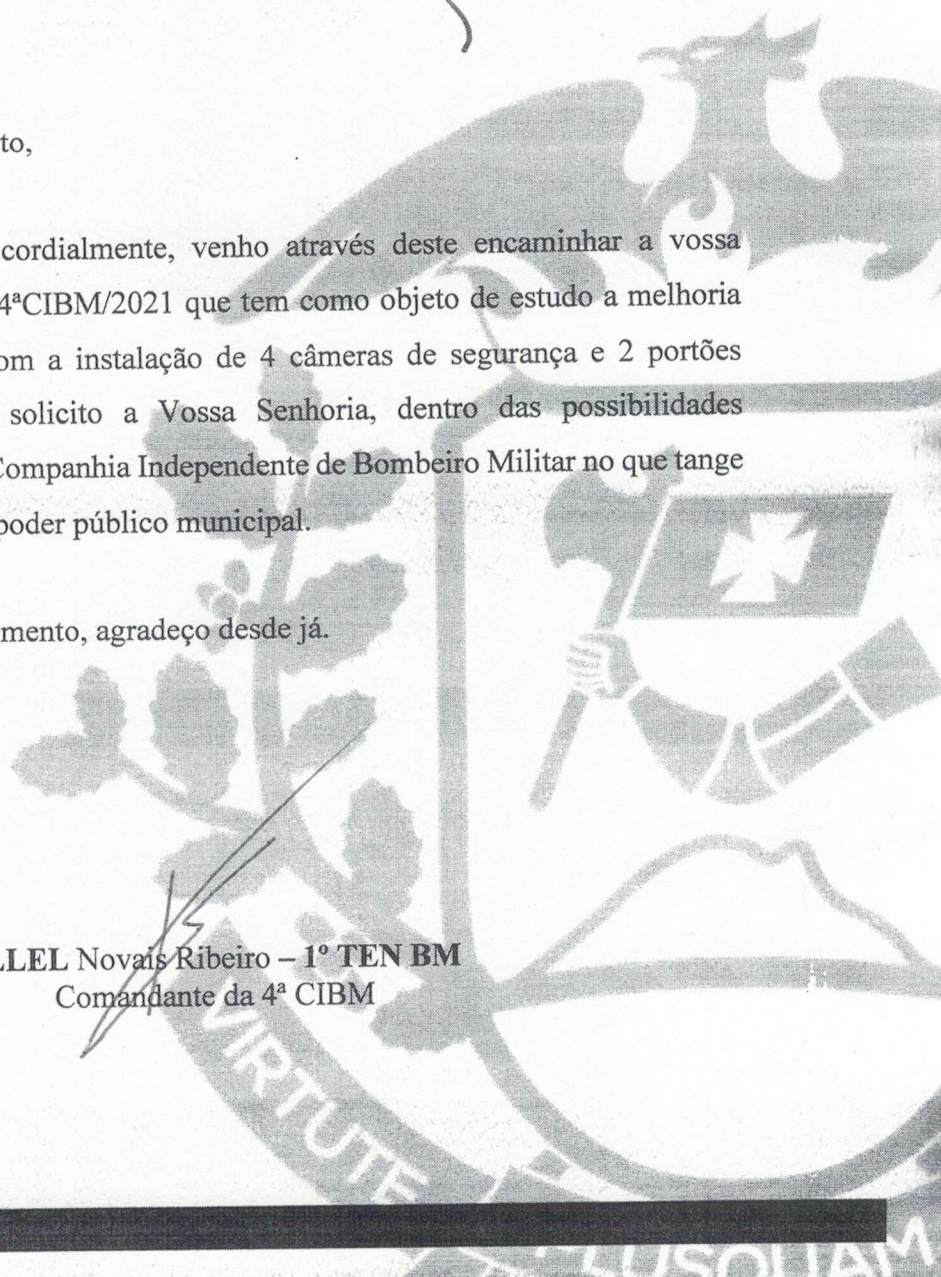 to,
cordialmente, venho através deste encaminhar a vossa
4ªCIBM/2021 que tem como objeto de estudo a melhoria
om a instalação de 4 câmeras de segurança e 2 portões
solicito a Vossa Senhoria, dentro das possibilidades
Companhia Independente de Bombeiro Militar no que tange
poder público municipal.
mento, agradeço desde já.
LLEL Novais Ribeiro – 1º TEN BM
Comandante da 4ª CIBM
VIRTUTE
PLUSQUAM